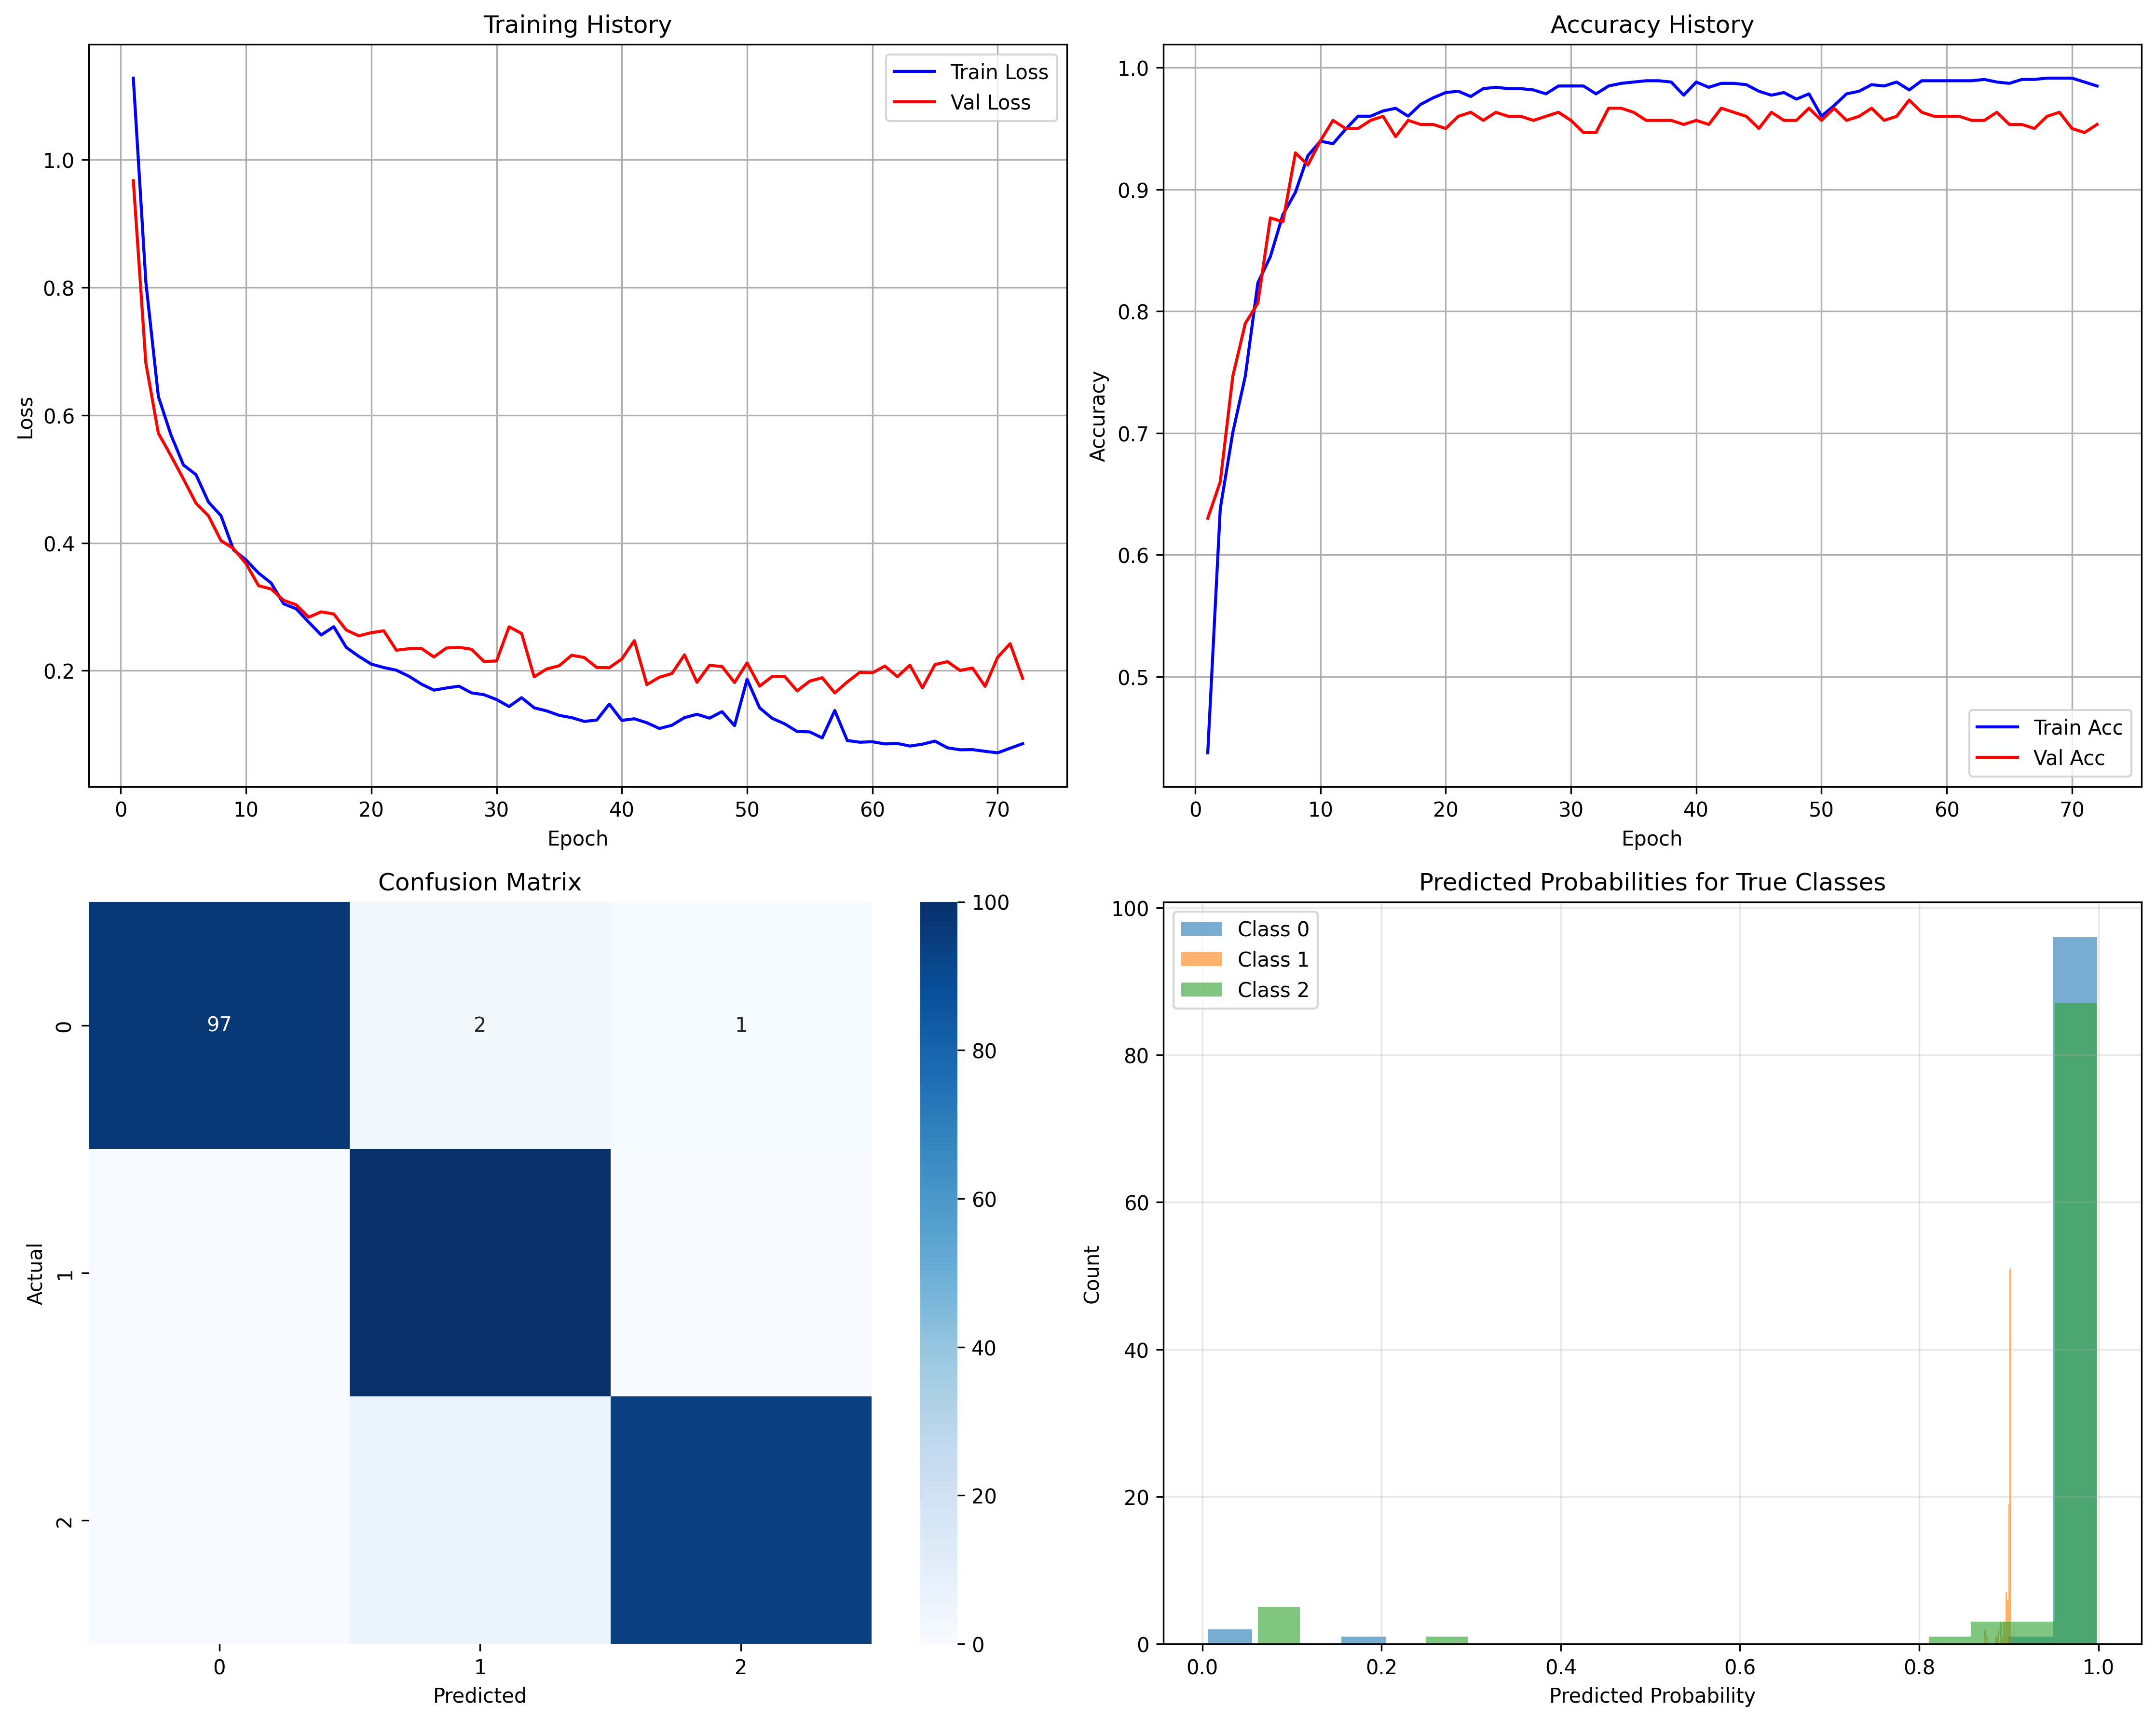 Training History
Train Loss
Val Loss
1.0
0.8
0.6
0.4
0.2
Loss
0 10 20 30 40 50 60 70
Epoch
Accuracy History
1.0
0.9
0.8
0.7
0.6
0.5
Accuracy
Train Acc
Val Acc
0 10 20 30 40 50 60 70
Epoch
Confusion Matrix
97 2 1
0
1
2
Actual
0 1 2
Predicted
100
80
60
40
20
0
Predicted Probabilities for True Classes
Class 0
Class 1
Class 2
100
80
60
40
20
0
Count
0.0 0.2 0.4 0.6 0.8 1.0
Predicted Probability